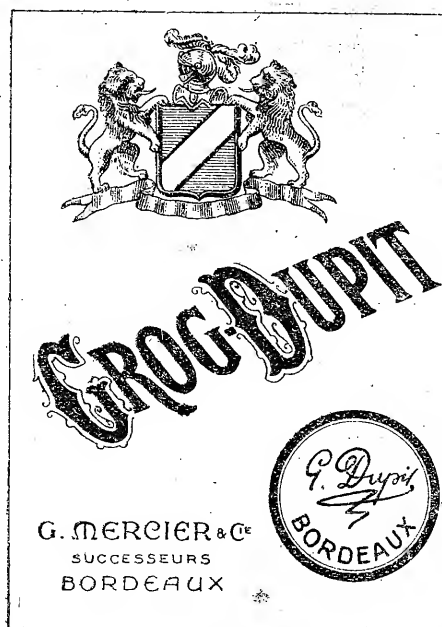 GROG-DUPIT
G. Dupit
BORDEAUX
G. MERCIER & CIE
SUCCESSEURS
BORDEAUX